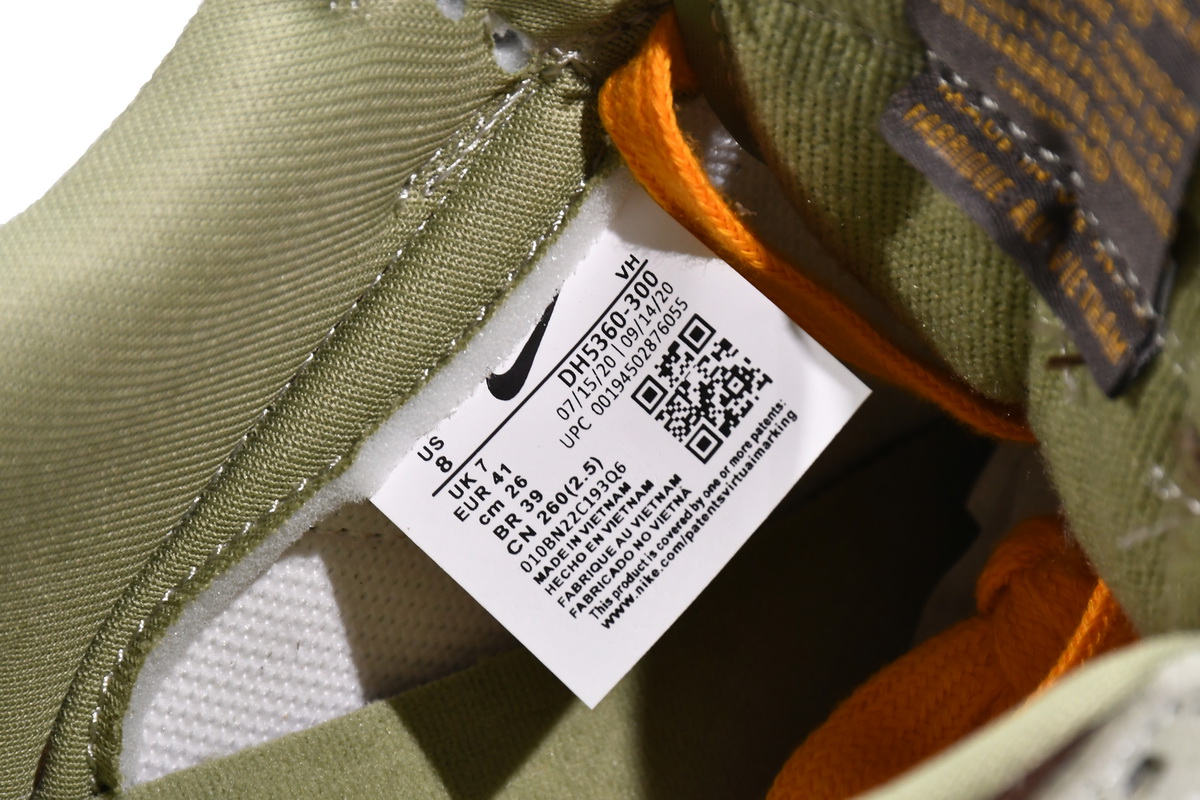 VH
US
8
DH5360-300
07/15/20 | 09/14/20
UPC 00194502876055
UK 7
EUR 41
cm 26
BR 39
CN 260(2.5)
010BN22C193Q6
MADE IN VIETNAM
HECHO EN VIETNAM
FABRIQUE AU VIETNAM
FABRICADO NO VIETNA
This product is covered by one or more patents:
www.nike.com/patentsvirtuaimarking
FABRIQUE AU VIETNAM